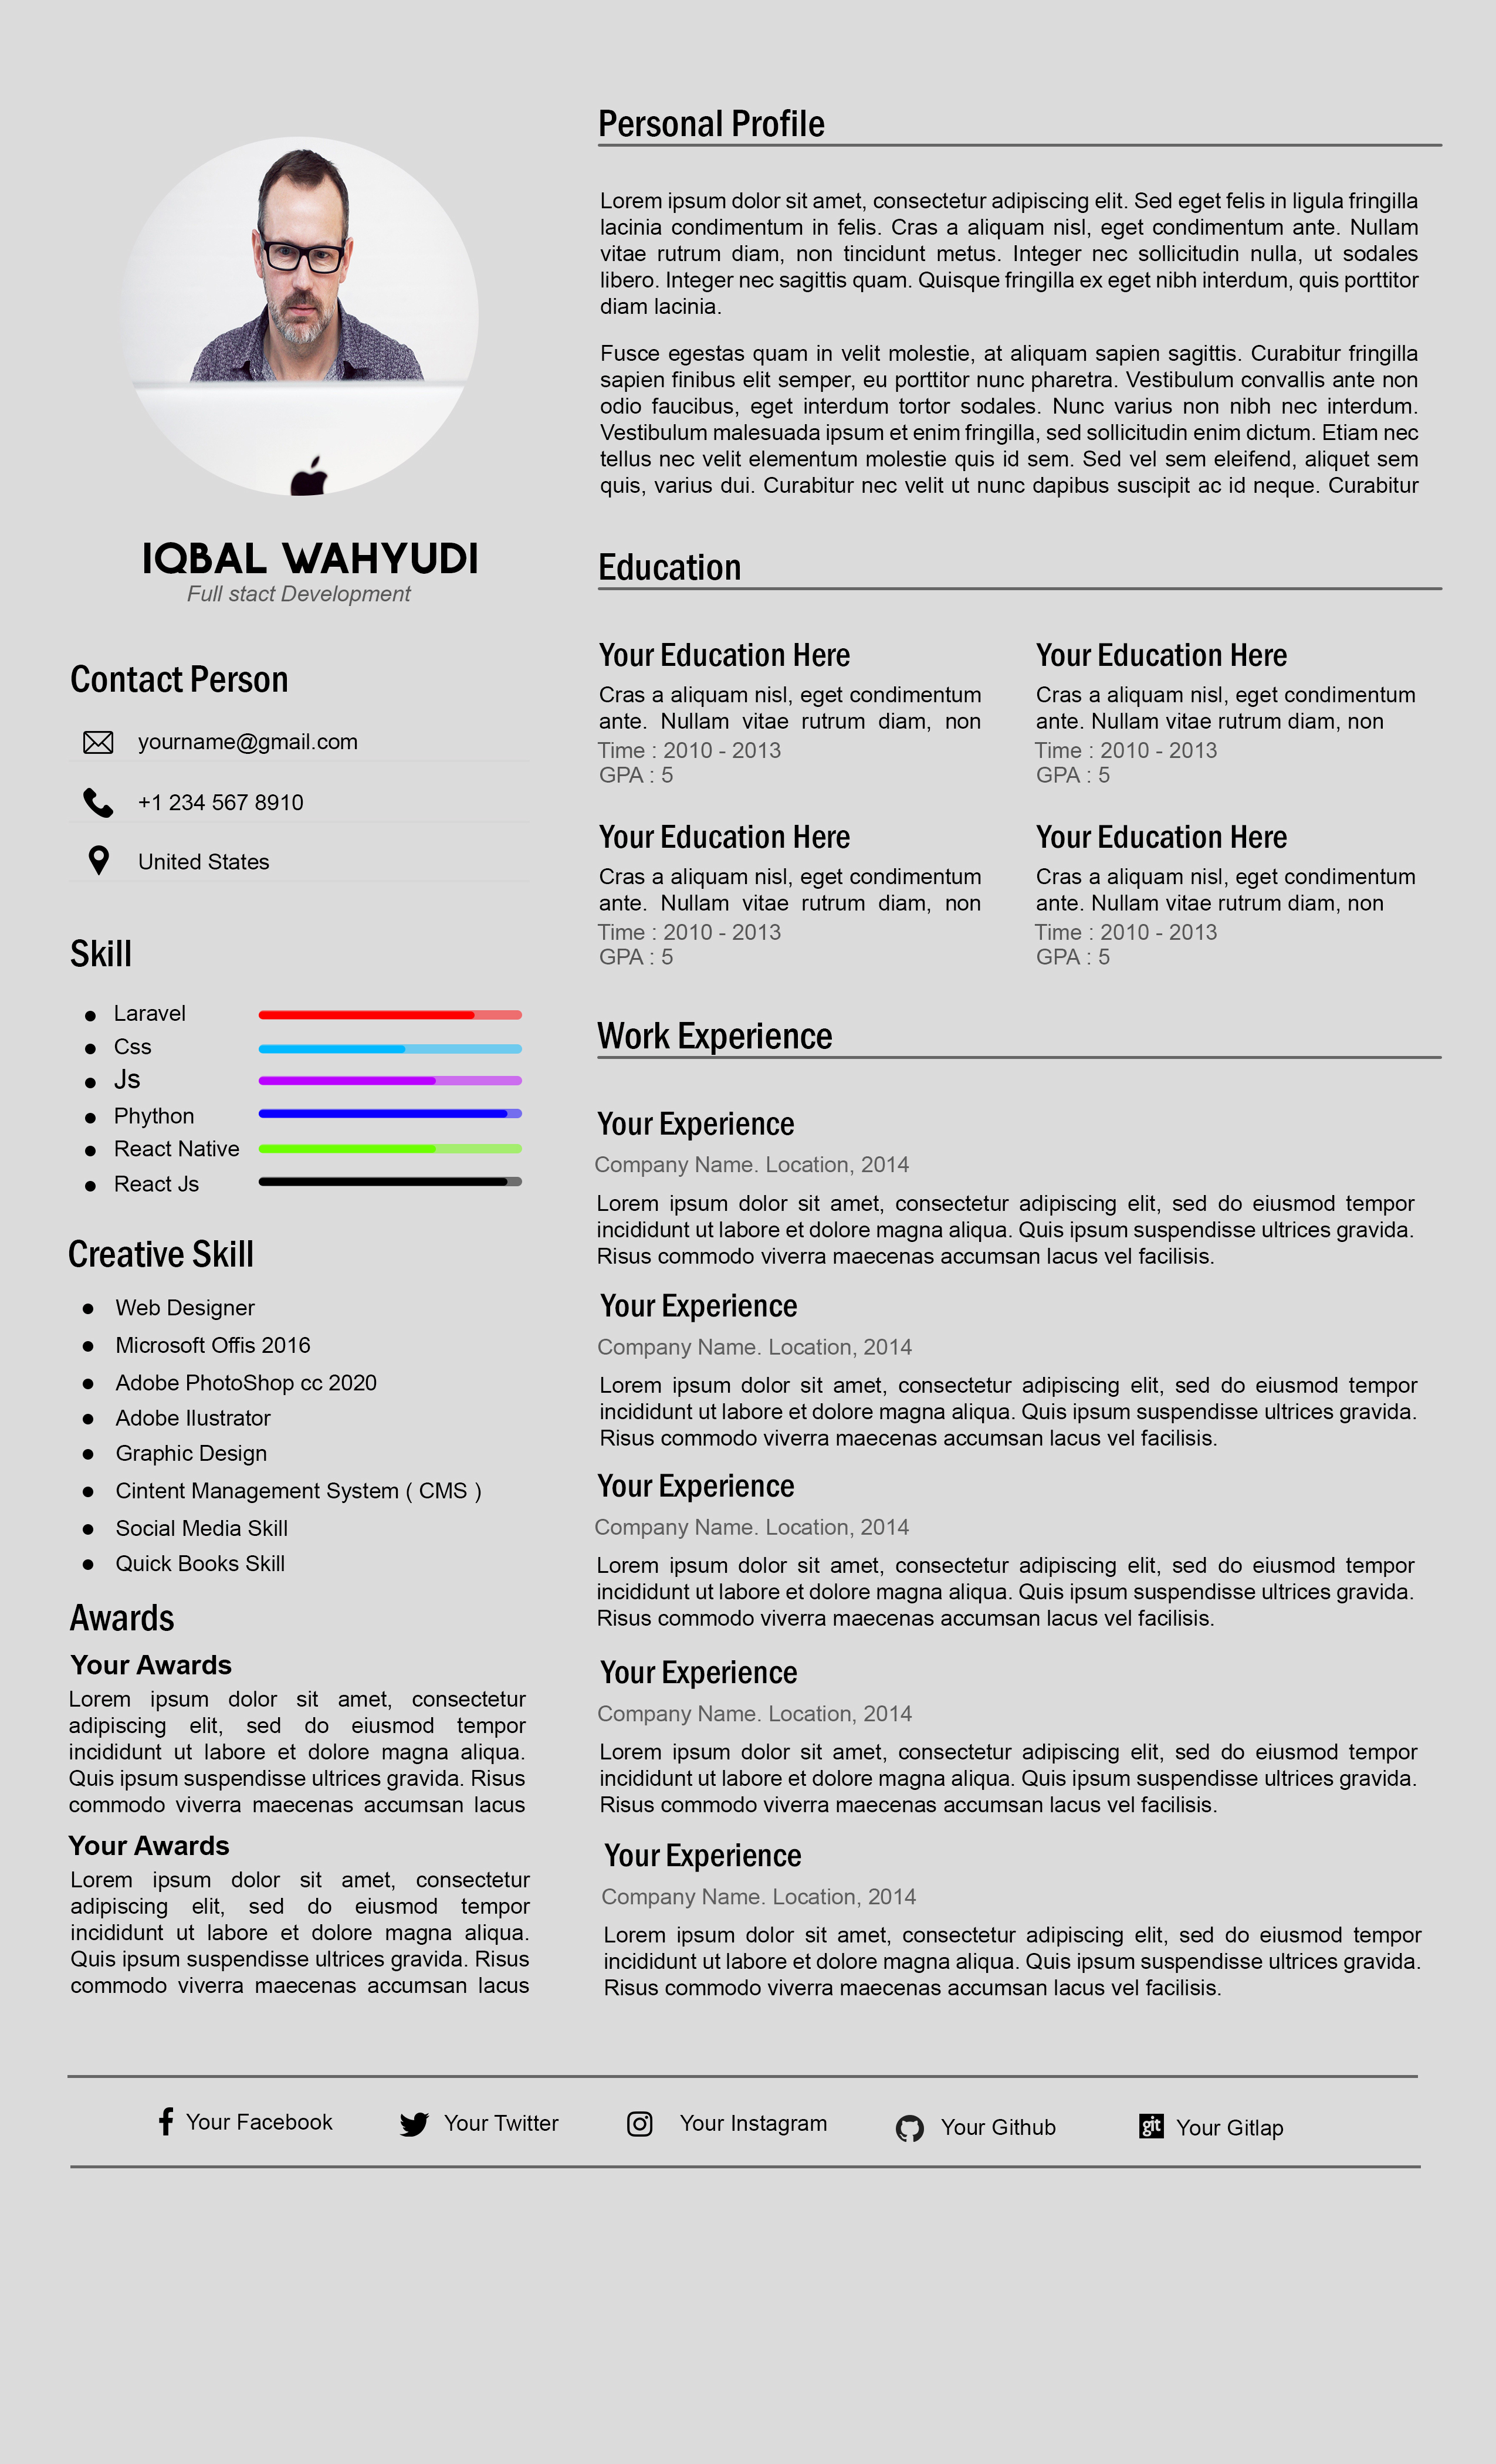 IQBAL WAHYUDI
Full stact Development
Contact Person
yourname@gmail.com
+1 234 567 8910
United States
Skill
Laravel
Css
Js
Phython
React Native
React Js
Creative Skill
Web Designer
Microsoft Offis 2016
Adobe PhotoShop cc 2020
Adobe Ilustrator
Graphic Design
Cintent Management System ( CMS )
Social Media Skill
Quick Books Skill
Awards
Your Awards
Lorem ipsum dolor sit amet, consectetur
adipiscing elit, sed do eiusmod tempor
incididunt ut labore et dolore magna aliqua.
Quis ipsum suspendisse ultrices gravida. Risus
commodo viverra maecenas accumsan lacus
Your Awards
Lorem ipsum dolor sit amet, consectetur
adipiscing elit, sed do eiusmod tempor
incididunt ut labore et dolore magna aliqua.
Quis ipsum suspendisse ultrices gravida. Risus
commodo viverra maecenas accumsan lacus
Personal Profile
Lorem ipsum dolor sit amet, consectetur adipiscing elit. Sed eget felis in ligula fringilla
lacinia condimentum in felis. Cras a aliquam nisl, eget condimentum ante. Nullam
vitae rutrum diam, non tincidunt metus. Integer nec sollicitudin nulla, ut sodales
libero. Integer nec sagittis quam. Quisque fringilla ex eget nibh interdum, quis porttitor
diam lacinia.
Fusce egestas quam in velit molestie, at aliquam sapien sagittis. Curabitur fringilla
sapien finibus elit semper, eu porttitor nunc pharetra. Vestibulum convallis ante non
odio faucibus, eget interdum tortor sodales. Nunc varius non nibh nec interdum.
Vestibulum malesuada ipsum et enim fringilla, sed sollicitudin enim dictum. Etiam nec
tellus nec velit elementum molestie quis id sem. Sed vel sem eleifend, aliquet sem
quis, varius dui. Curabitur nec velit ut nunc dapibus suscipit ac id neque. Curabitur
Education
Your Education Here
Cras a aliquam nisl, eget condimentum
ante. Nullam vitae rutrum diam, non
Time : 2010 - 2013
GPA : 5
Your Education Here
Cras a aliquam nisl, eget condimentum
ante. Nullam vitae rutrum diam, non
Time : 2010 - 2013
GPA : 5
Your Education Here
Cras a aliquam nisl, eget condimentum
ante. Nullam vitae rutrum diam, non
Time : 2010 - 2013
GPA : 5
Your Education Here
Cras a aliquam nisl, eget condimentum
ante. Nullam vitae rutrum diam, non
Time : 2010 - 2013
GPA : 5
Work Experience
Your Experience
Company Name. Location, 2014
Lorem ipsum dolor sit amet, consectetur adipiscing elit, sed do eiusmod tempor
incididunt ut labore et dolore magna aliqua. Quis ipsum suspendisse ultrices gravida.
Risus commodo viverra maecenas accumsan lacus vel facilisis.
Your Experience
Company Name. Location, 2014
Lorem ipsum dolor sit amet, consectetur adipiscing elit, sed do eiusmod tempor
incididunt ut labore et dolore magna aliqua. Quis ipsum suspendisse ultrices gravida.
Risus commodo viverra maecenas accumsan lacus vel facilisis.
Your Experience
Company Name. Location, 2014
Lorem ipsum dolor sit amet, consectetur adipiscing elit, sed do eiusmod tempor
incididunt ut labore et dolore magna aliqua. Quis ipsum suspendisse ultrices gravida.
Risus commodo viverra maecenas accumsan lacus vel facilisis.
Your Experience
Company Name. Location, 2014
Lorem ipsum dolor sit amet, consectetur adipiscing elit, sed do eiusmod tempor
incididunt ut labore et dolore magna aliqua. Quis ipsum suspendisse ultrices gravida.
Risus commodo viverra maecenas accumsan lacus vel facilisis.
Your Experience
Company Name. Location, 2014
Lorem ipsum dolor sit amet, consectetur adipiscing elit, sed do eiusmod tempor
incididunt ut labore et dolore magna aliqua. Quis ipsum suspendisse ultrices gravida.
Risus commodo viverra maecenas accumsan lacus vel facilisis.
Your Facebook
Your Twitter
Your Instagram
Your Github
git
Your Gitlap